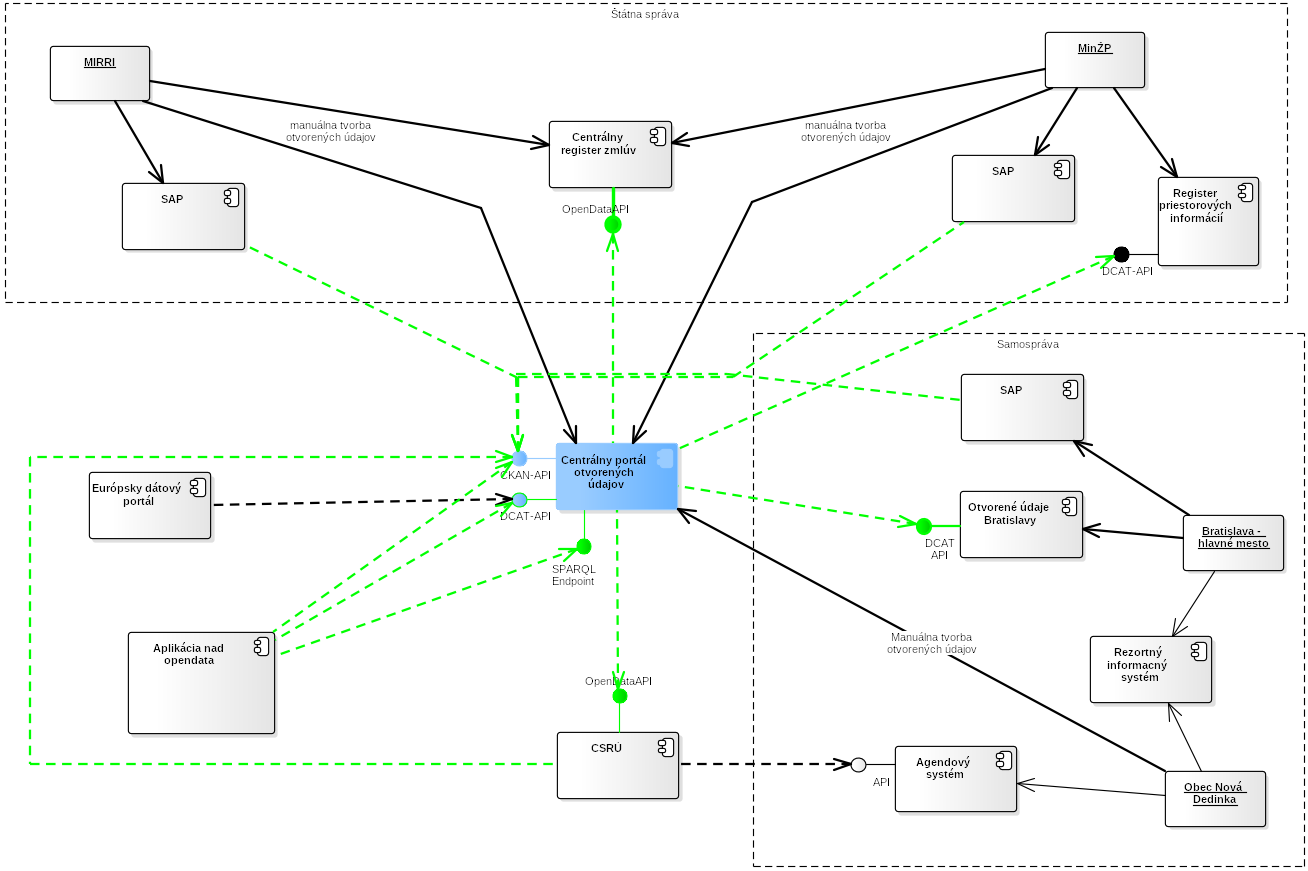 Štátna správa
MIRRI
MinŽP
manuálna tvorba
otvorených údajov
manuálna tvorba
otvorených údajov
Centrálny
register zmlúv
SAP
SAP
Register
priestorových
informácií
OpenDataAPI
DCAT-API
Samospráva
SAP
Centrálny portál
otvorených
údajov
CKAN-API
DCAT-API
Európsky dátový
portál
Otvorené údaje
Bratislavy
DCAT
API
Bratislava -
hlavné mesto
SPARQL
Endpoint
Aplikácia nad
opendata
Manuálna tvorba
otvorených údajov
Rezortný
informacný
systém
OpenDataAPI
CSRÚ
API
Agendový
systém
Obec Nová
Dedinka